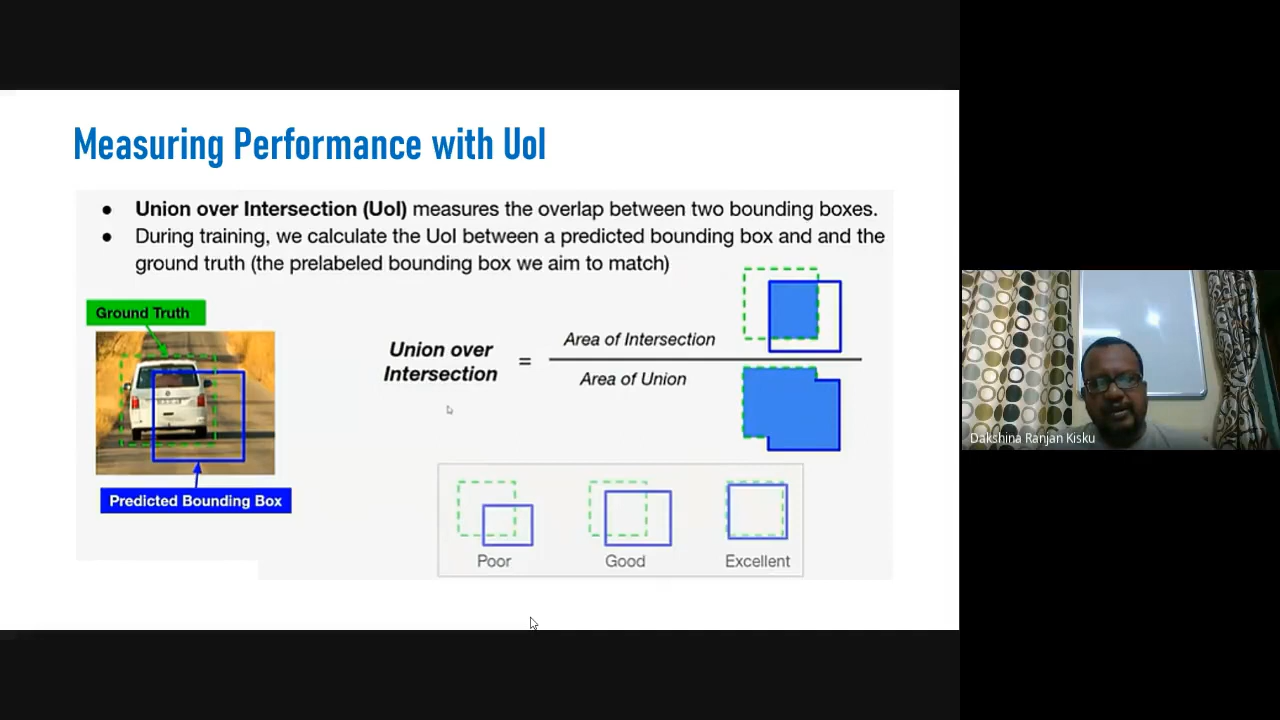 Measuring Performance with UoI
● Union over Intersection (UoI) measures the overlap between two bounding boxes.
● During training, we calculate the UoI between a predicted bounding box and and the
ground truth (the prelabeled bounding box we aim to match)
Ground Truth
Predicted Bounding Box
Union over
Intersection
=
Area of Intersection
Area of Union
Poor
Good
Excellent
Dakshina Ranjan Kisku